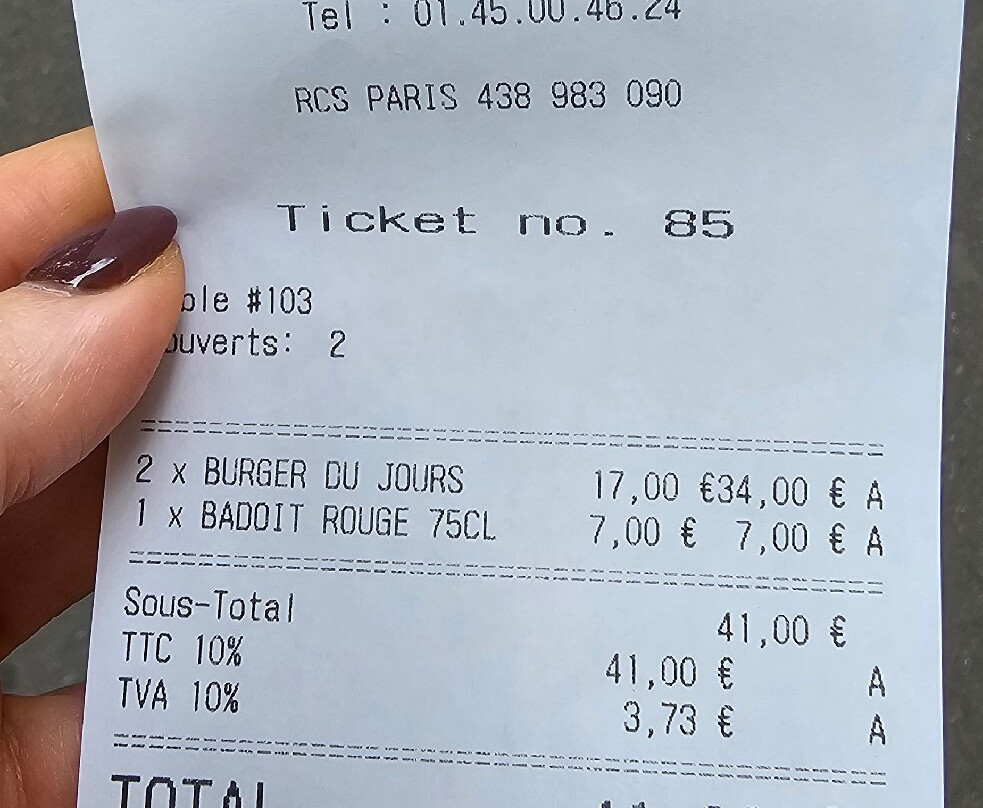 Tel : 01.45.00.46.24
RCS PARIS 438 983 090
Ticket no. 85
ble #103
ouverts: 2
2 x BURGER DU JOURS 17,00 €34,00 € A
1 x BADOIT ROUGE 75CL 7,00 € 7,00 € A
Sous-Total 41,00 €
TTC 10% 41,00 € A
TVA 10% 3,73 € A
TOTAL